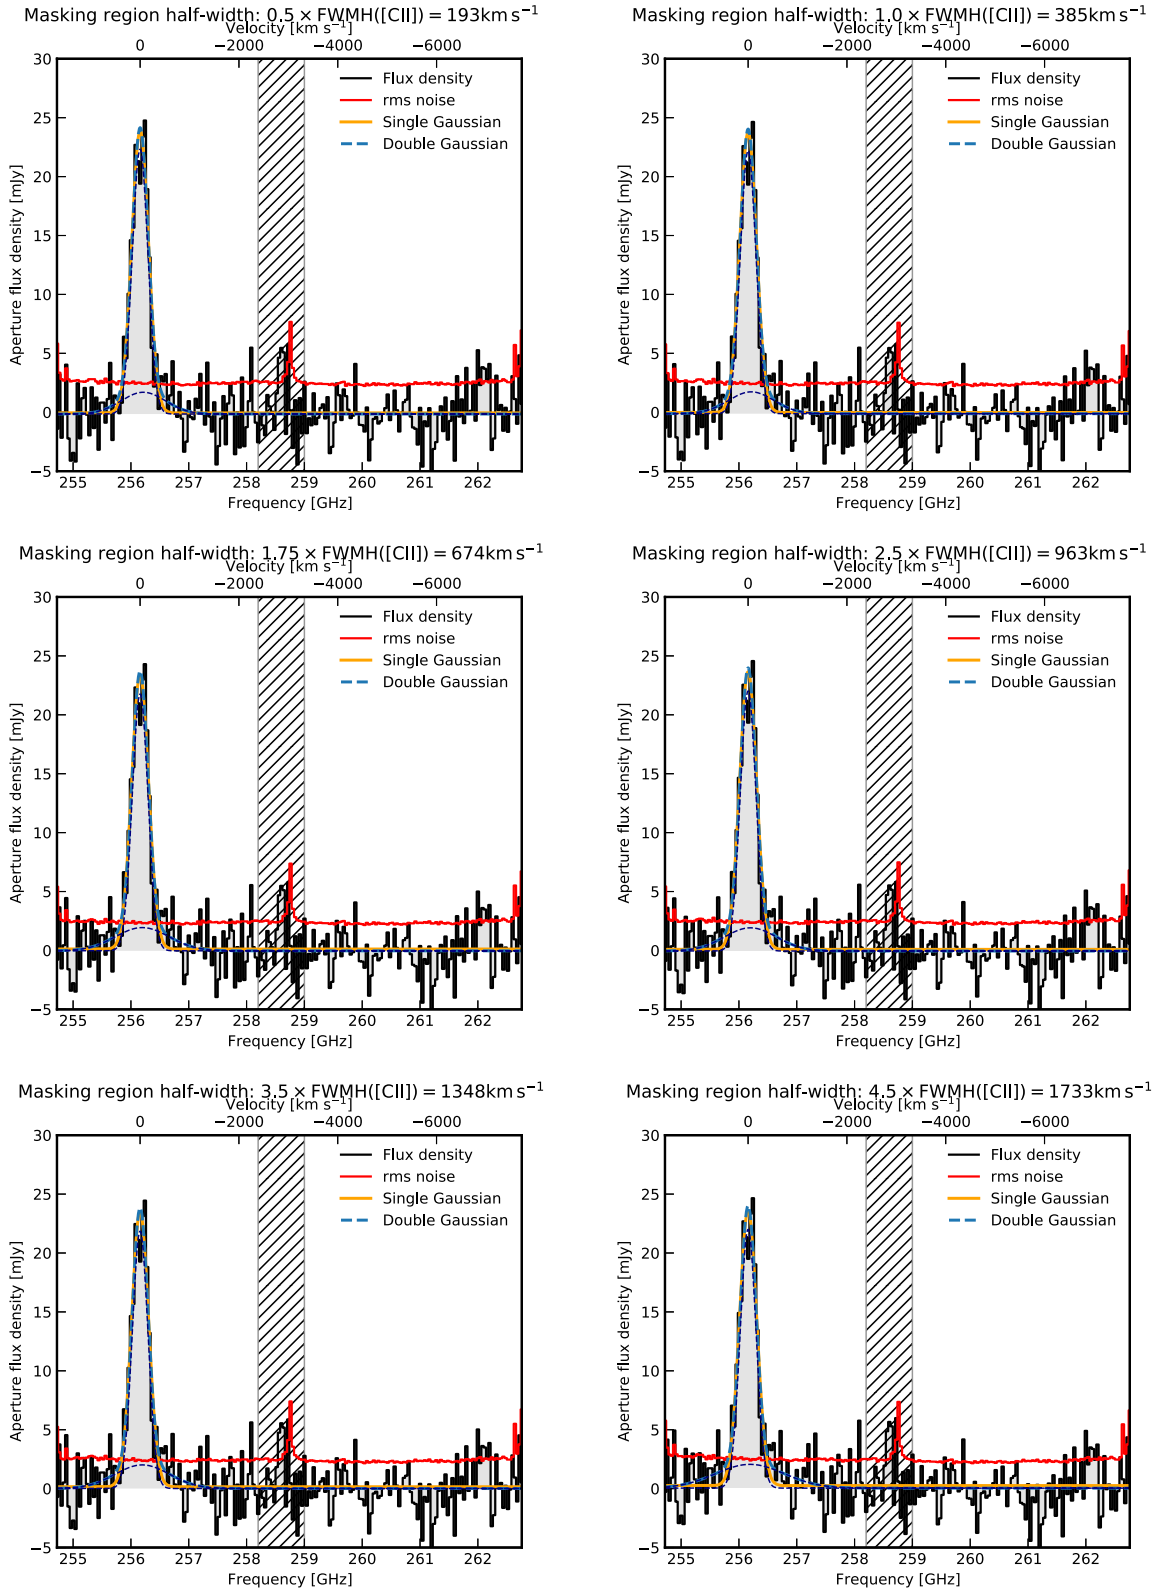 Masking region half-width: 0.5 × FWMH([CII]) = 193km s⁻¹
Velocity [km s⁻¹]
0 −2000 −4000 −6000
30
25
20
15
10
5
0
−5
Aperture flux density [mJy]
Flux density
rms noise
Single Gaussian
Double Gaussian
255 256 257 258 259 260 261 262
Frequency [GHz]
Masking region half-width: 1.0 × FWMH([CII]) = 385km s⁻¹
Velocity [km s⁻¹]
0 −2000 −4000 −6000
30
25
20
15
10
5
0
−5
Aperture flux density [mJy]
Flux density
rms noise
Single Gaussian
Double Gaussian
255 256 257 258 259 260 261 262
Frequency [GHz]
Masking region half-width: 1.75 × FWMH([CII]) = 674km s⁻¹
Velocity [km s⁻¹]
0 −2000 −4000 −6000
30
25
20
15
10
5
0
−5
Aperture flux density [mJy]
Flux density
rms noise
Single Gaussian
Double Gaussian
255 256 257 258 259 260 261 262
Frequency [GHz]
Masking region half-width: 2.5 × FWMH([CII]) = 963km s⁻¹
Velocity [km s⁻¹]
0 −2000 −4000 −6000
30
25
20
15
10
5
0
−5
Aperture flux density [mJy]
Flux density
rms noise
Single Gaussian
Double Gaussian
255 256 257 258 259 260 261 262
Frequency [GHz]
Masking region half-width: 3.5 × FWMH([CII]) = 1348km s⁻¹
Velocity [km s⁻¹]
0 −2000 −4000 −6000
30
25
20
15
10
5
0
−5
Aperture flux density [mJy]
Flux density
rms noise
Single Gaussian
Double Gaussian
255 256 257 258 259 260 261 262
Frequency [GHz]
Masking region half-width: 4.5 × FWMH([CII]) = 1733km s⁻¹
Velocity [km s⁻¹]
0 −2000 −4000 −6000
30
25
20
15
10
5
0
−5
Aperture flux density [mJy]
Flux density
rms noise
Single Gaussian
Double Gaussian
255 256 257 258 259 260 261 262
Frequency [GHz]